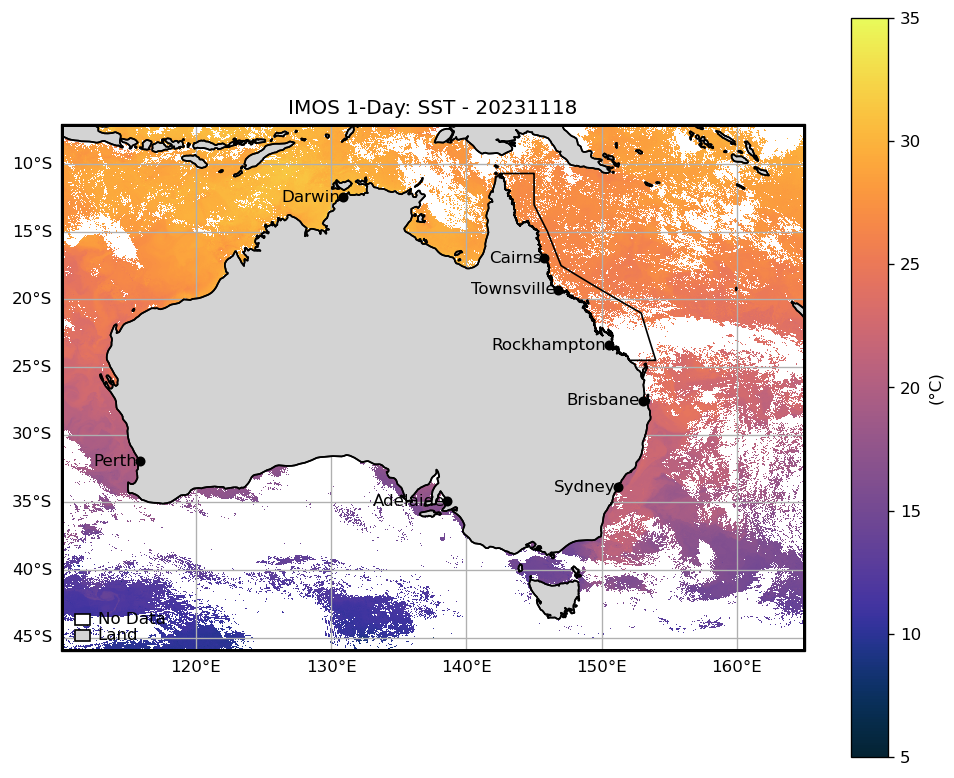 IMOS 1-Day: SST - 20231118
35
30
25
20
15
10
5
(°C)
10°S
15°S
20°S
25°S
30°S
35°S
40°S
45°S
Darwin
Cairns
Townsville
Rockhampton
Brisbane
Perth
Sydney
Adelaide
No Data
Land
120°E
130°E
140°E
150°E
160°E